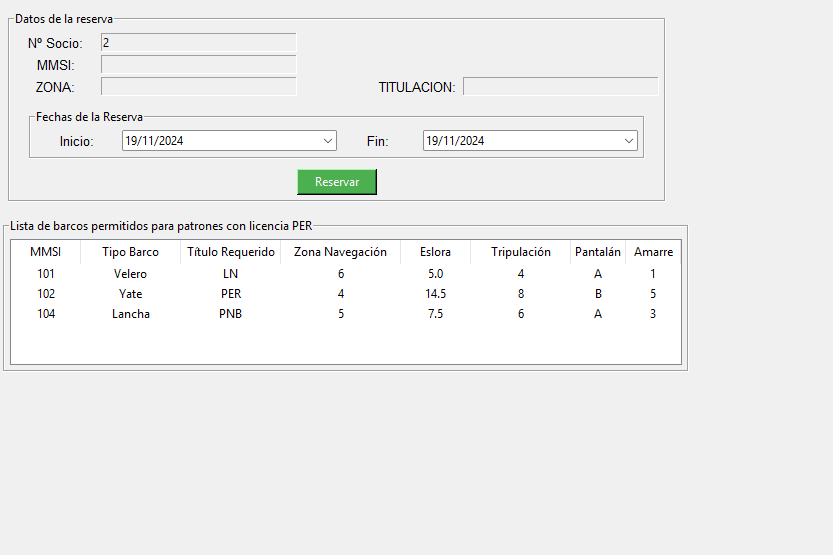 Datos de la reserva
Nº Socio: 2
MMSI:
ZONA: TITULACION:
Fechas de la Reserva
Inicio: 19/11/2024 Fin: 19/11/2024
Reservar
Lista de barcos permitidos para patrones con licencia PER
MMSI Tipo Barco Título Requerido Zona Navegación Eslora Tripulación Pantalán Amarre
101 Velero LN 6 5.0 4 A 1
102 Yate PER 4 14.5 8 B 5
104 Lancha PNB 5 7.5 6 A 3